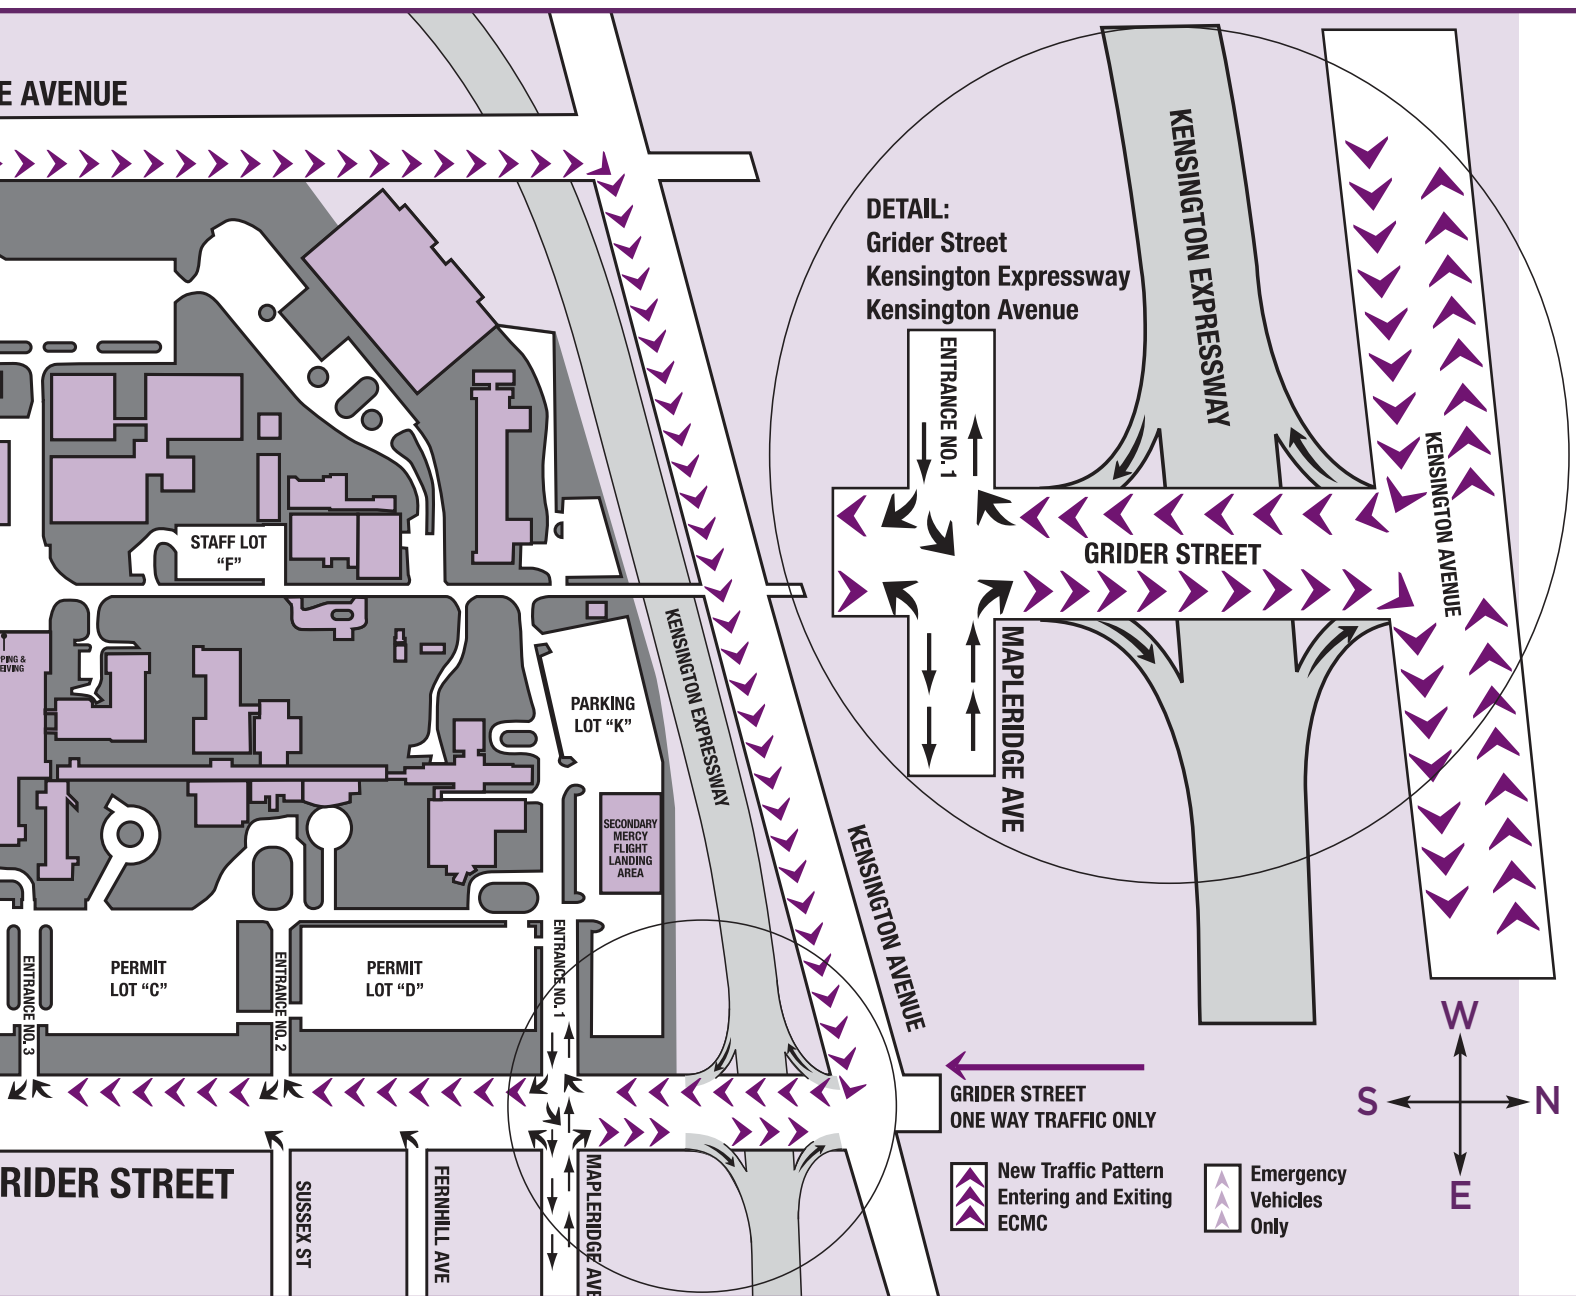 E AVENUE
DETAIL:
Grider Street
Kensington Expressway
Kensington Avenue
KENSINGTON EXPRESSWAY
ENTRANCE NO. 1
KENSINGTON AVENUE
GRIDER STREET
MAPLERIDGE AVE
STAFF LOT
“F”
PPING &
EIVING
PARKING
LOT “K”
KENSINGTON EXPRESSWAY
SECONDARY
MERCY
FLIGHT
LANDING
AREA
KENSINGTON AVENUE
PERMIT
LOT “C”
PERMIT
LOT “D”
ENTRANCE NO. 3
ENTRANCE NO. 2
ENTRANCE NO. 1
RIDER STREET
SUSSEX ST
FERNHILL AVE
MAPLERIDGE AVE
GRIDER STREET
ONE WAY TRAFFIC ONLY
New Traffic Pattern
Entering and Exiting
ECMC
Emergency
Vehicles
Only
W
S
N
E